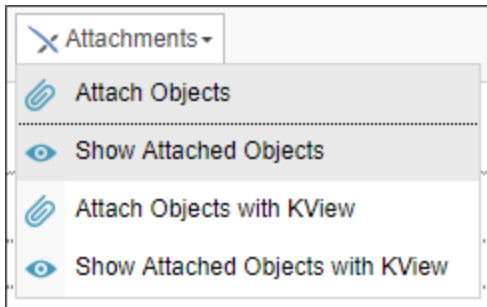 Attachments
Attach Objects
Show Attached Objects
Attach Objects with KView
Show Attached Objects with KView